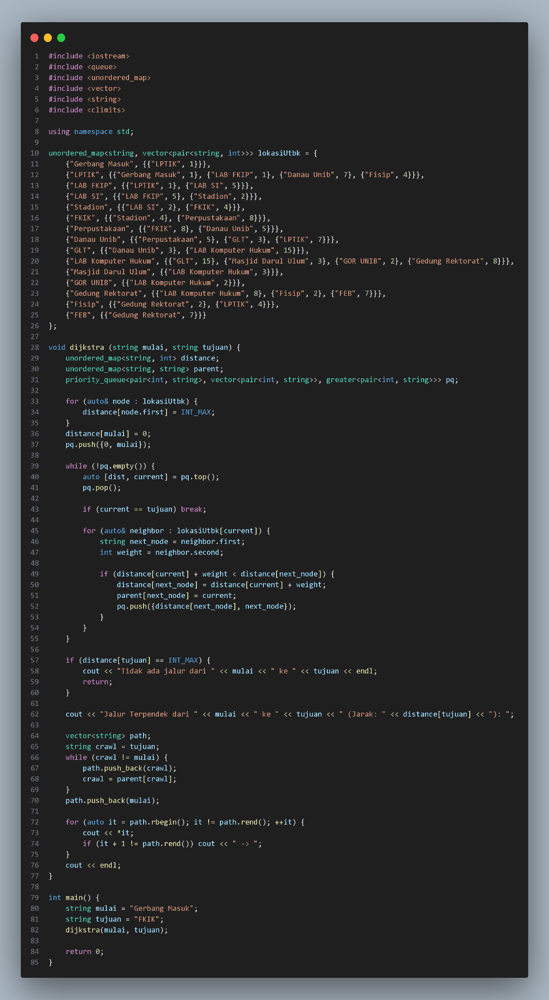 1 #include <iostream>
2 #include <queue>
3 #include <unordered_map>
4 #include <vector>
5 #include <string>
6 #include <climits>
7
8 using namespace std;
9
10 unordered_map<string, vector<pair<string, int>>> lokasiUtbk = {
11     {"Gerbang Masuk", {{"LPTIK", 1}}},
12     {"LPTIK", {{"Gerbang Masuk", 1}, {"LAB FKIP", 1}, {"Danau Unib", 7}, {"Fisip", 4}}},
13     {"LAB FKIP", {{"LPTIK", 1}, {"LAB SI", 5}}},
14     {"LAB SI", {{"LAB FKIP", 5}, {"Stadion", 2}}},
15     {"Stadion", {{"LAB SI", 2}, {"FKIK", 4}}},
16     {"FKIK", {{"Stadion", 4}, {"Perpustakaan", 8}}},
17     {"Perpustakaan", {{"FKIK", 8}, {"Danau Unib", 5}}},
18     {"Danau Unib", {{"Perpustakaan", 5}, {"GLT", 3}, {"LPTIK", 7}}},
19     {"GLT", {{"Danau Unib", 3}, {"LAB Komputer Hukum", 15}}},
20     {"LAB Komputer Hukum", {{"GLT", 15}, {"Masjid Darul Ulum", 3}, {"GOR UNIB", 2}, {"Gedung Rektorat", 8}}},
21     {"Masjid Darul Ulum", {{"LAB Komputer Hukum", 3}}},
22     {"GOR UNIB", {{"LAB Komputer Hukum", 2}}},
23     {"Gedung Rektorat", {{"LAB Komputer Hukum", 8}, {"Fisip", 2}, {"FEB", 7}}},
24     {"Fisip", {{"Gedung Rektorat", 2}, {"LPTIK", 4}}},
25     {"FEB", {{"Gedung Rektorat", 7}}}
26 };
27
28 void dijkstra (string mulai, string tujuan) {
29     unordered_map<string, int> distance;
30     unordered_map<string, string> parent;
31     priority_queue<pair<int, string>, vector<pair<int, string>>, greater<pair<int, string>>> pq;
32
33     for (auto& node : lokasiUtbk) {
34         distance[node.first] = INT_MAX;
35     }
36     distance[mulai] = 0;
37     pq.push({0, mulai});
38
39     while (!pq.empty()) {
40         auto [dist, current] = pq.top();
41         pq.pop();
42
43         if (current == tujuan) break;
44
45         for (auto& neighbor : lokasiUtbk[current]) {
46             string next_node = neighbor.first;
47             int weight = neighbor.second;
48
49             if (distance[current] + weight < distance[next_node]) {
50                 distance[next_node] = distance[current] + weight;
51                 parent[next_node] = current;
52                 pq.push({distance[next_node], next_node});
53             }
54         }
55     }
56
57     if (distance[tujuan] == INT_MAX) {
58         cout << "Tidak ada jalur dari " << mulai << " ke " << tujuan << endl;
59         return;
60     }
61
62     cout << "Jalur Terpendek dari " << mulai << " ke " << tujuan << " (Jarak: " << distance[tujuan] << "): ";
63
64     vector<string> path;
65     string crawl = tujuan;
66     while (crawl != mulai) {
67         path.push_back(crawl);
68         crawl = parent[crawl];
69     }
70     path.push_back(mulai);
71
72     for (auto it = path.rbegin(); it != path.rend(); ++it) {
73         cout << *it;
74         if (it + 1 != path.rend()) cout << " -> ";
75     }
76     cout << endl;
77 }
78
79 int main() {
80     string mulai = "Gerbang Masuk";
81     string tujuan = "FKIK";
82     dijkstra(mulai, tujuan);
83
84     return 0;
85 }